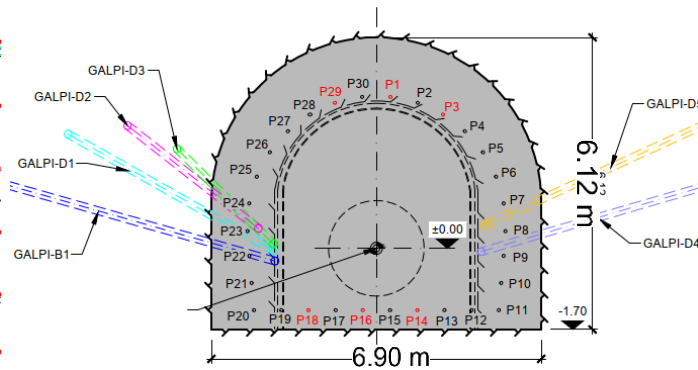 GALPI-D3
GALPI-D2
GALPI-D1
GALPI-B1
GALPI-D5
GALPI-D4
P30
P1
P29
P2
P28
P3
P27
P4
P26
P5
P25
P6
P24
P7
P23
P8
P22
P9
P21
P10
P20
P19
P18
P17
P16
P15
P14
P13
P12
P11
±0.00
-1.70
6.12 m
6.90 m